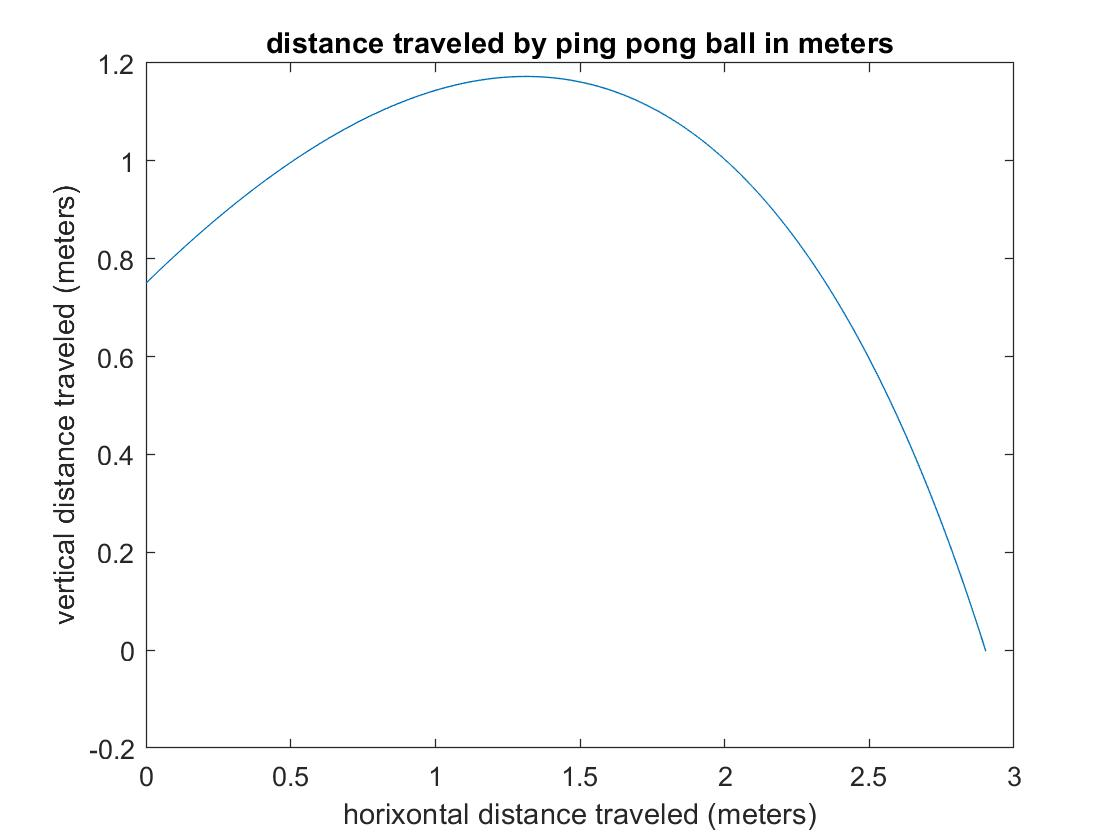 distance traveled by ping pong ball in meters
1.2
1
0.8
0.6
0.4
0.2
0
-0.2
vertical distance traveled (meters)
0 0.5 1 1.5 2 2.5 3
horixontal distance traveled (meters)